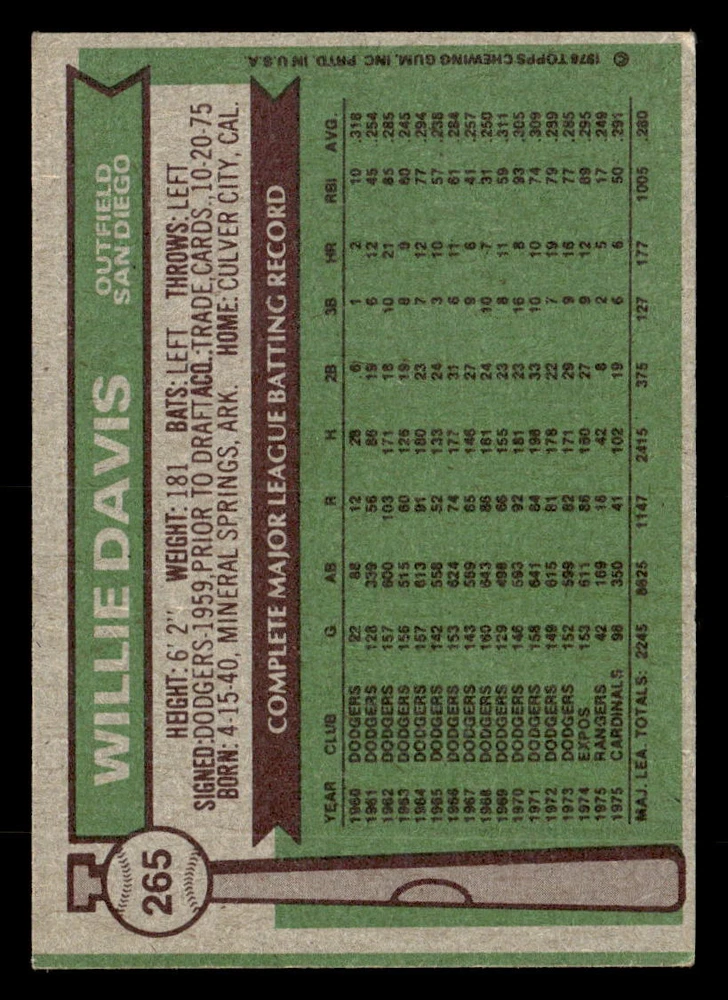 265
WILLIE DAVIS
OUTFIELD
SAN DIEGO
HEIGHT: 6' 2" WEIGHT: 181 BATS: LEFT THROWS: LEFT
SIGNED: DODGERS-1959, PRIOR TO DRAFT ACQ.: TRADE, CARDS, 10-20-75
BORN: 4-15-40, MINERAL SPRINGS, ARK. HOME: CULVER CITY, CAL.
COMPLETE MAJOR LEAGUE BATTING RECORD
YEAR CLUB G AB R H 2B 3B HR RBI AVG.
1960 DODGERS 22 88 12 28 6 1 2 10 .318
1961 DODGERS 128 339 56 86 19 6 12 45 .254
1962 DODGERS 157 600 103 171 18 10 21 85 .285
1963 DODGERS 156 515 60 126 19 8 9 60 .245
1964 DODGERS 157 613 91 180 23 7 12 77 .294
1965 DODGERS 142 558 52 133 24 3 10 57 .238
1966 DODGERS 153 624 74 177 31 6 11 61 .284
1967 DODGERS 143 569 65 146 27 9 6 41 .257
1968 DODGERS 160 643 86 161 24 10 7 31 .250
1969 DODGERS 129 498 66 155 23 8 11 59 .311
1970 DODGERS 146 593 92 181 23 16 8 93 .305
1971 DODGERS 158 641 84 198 33 10 10 74 .309
1972 DODGERS 149 615 81 178 22 7 19 79 .289
1973 DODGERS 152 599 82 171 29 9 16 77 .285
1974 EXPOS 153 611 86 180 27 9 12 89 .295
1975 RANGERS 42 169 16 42 8 2 5 17 .249
1975 CARDINALS 98 350 41 102 19 6 6 50 .291
MAJ. LEA. TOTALS: 2245 8625 1147 2415 375 127 177 1005 .280
© 1976 TOPPS CHEWING GUM, INC. PRTD. IN U.S.A.